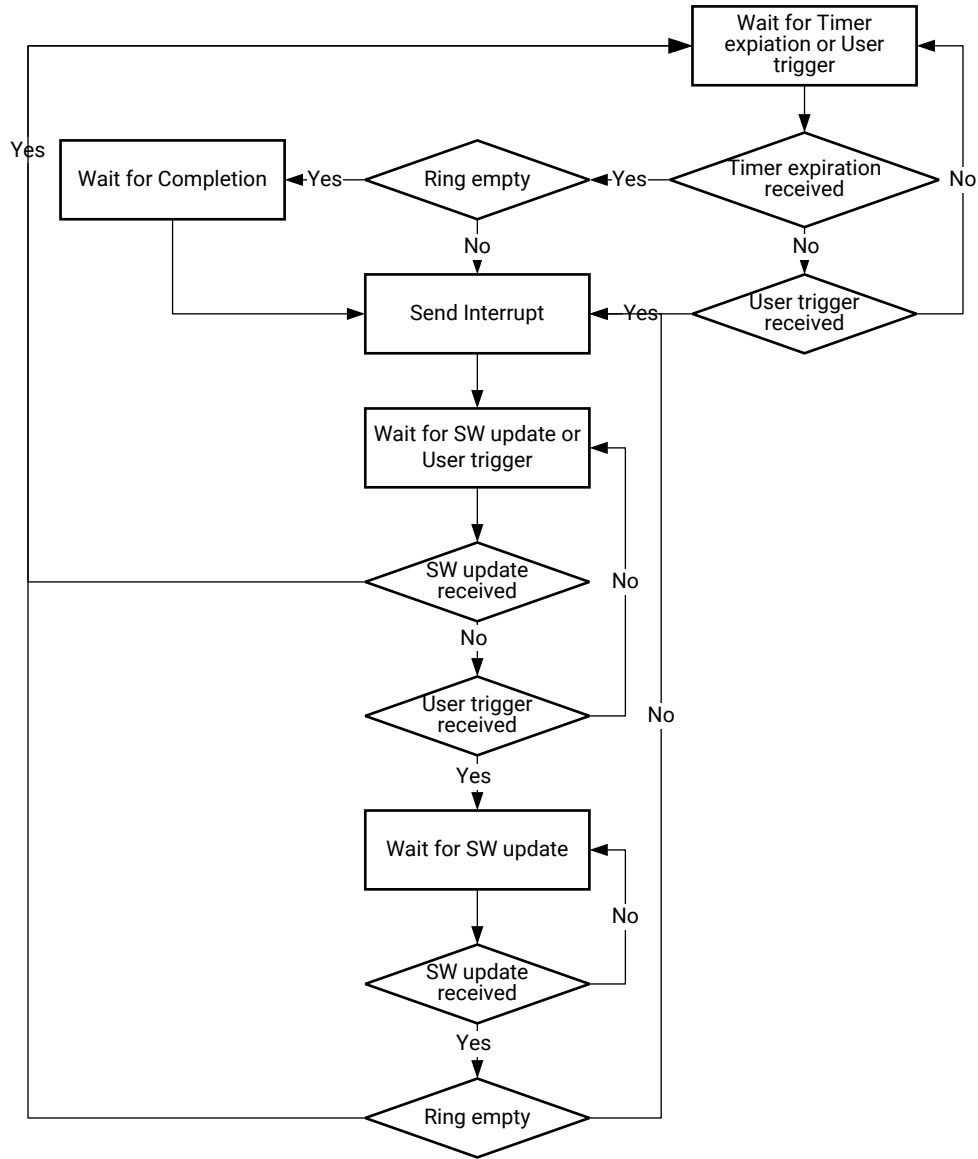 Wait for Timer
expiation or User
trigger
Yes
Wait for Completion
Yes
Ring empty
Yes
Timer expiration
received
No
No
No
Send Interrupt
Yes
User trigger
received
Wait for SW update or
User trigger
SW update
received
No
No
User trigger
received
No
Yes
Wait for SW update
No
SW update
received
Yes
Ring empty